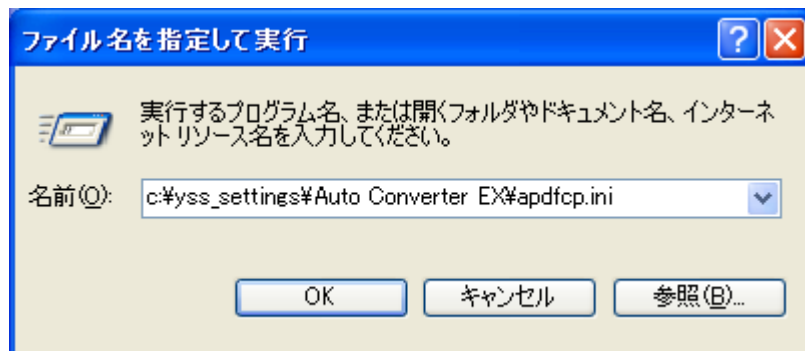 ファイル名を指定して実行
実行するプログラム名、または開くフォルダやドキュメント名、インターネ
ット リソース名を入力してください。
名前(O):
c:¥yss_settings¥Auto Converter EX¥apdfcp.ini
OK
キャンセル
参照(B)...